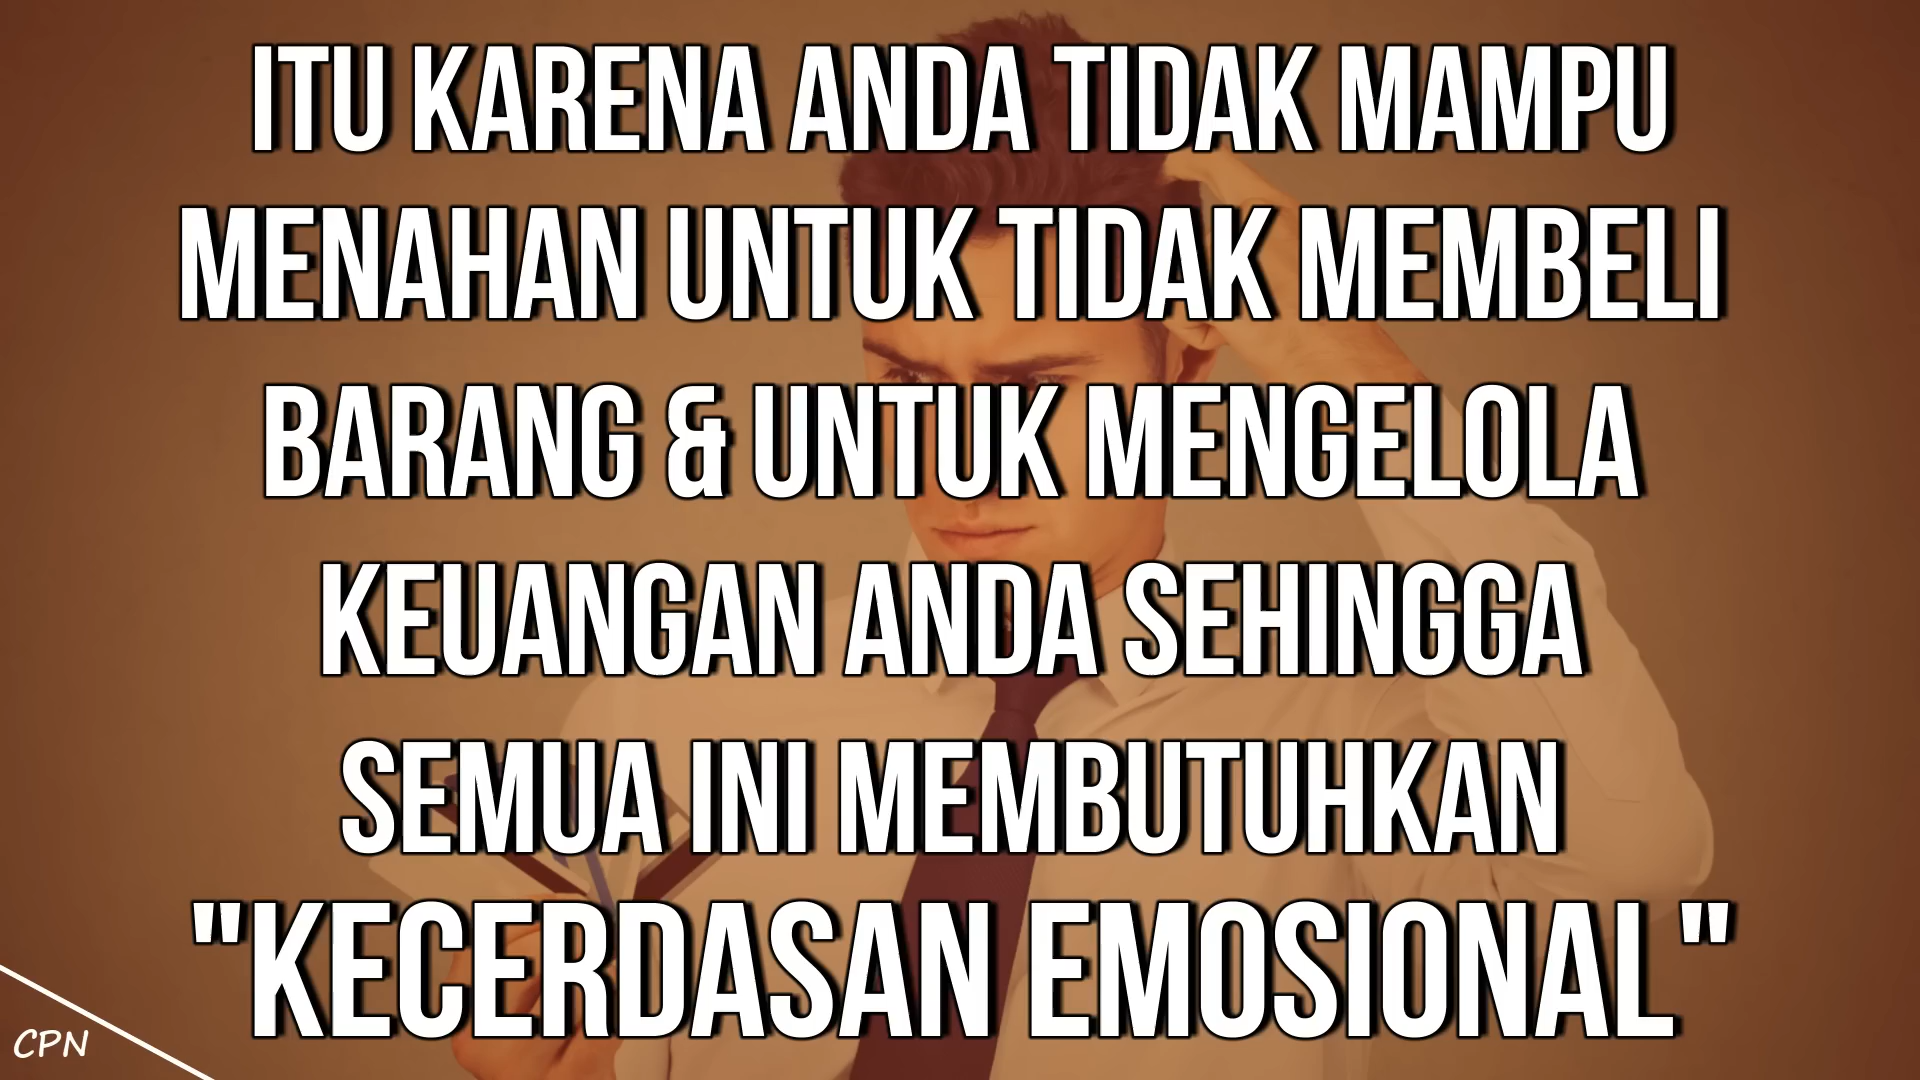 ITU KARENA ANDA TIDAK MAMPU
MENAHAN UNTUK TIDAK MEMBELI
BARANG & UNTUK MENGELOLA
KEUANGAN ANDA SEHINGGA
SEMUA INI MEMBUTUHKAN
"KECERDASAN EMOSIONAL"
CPN